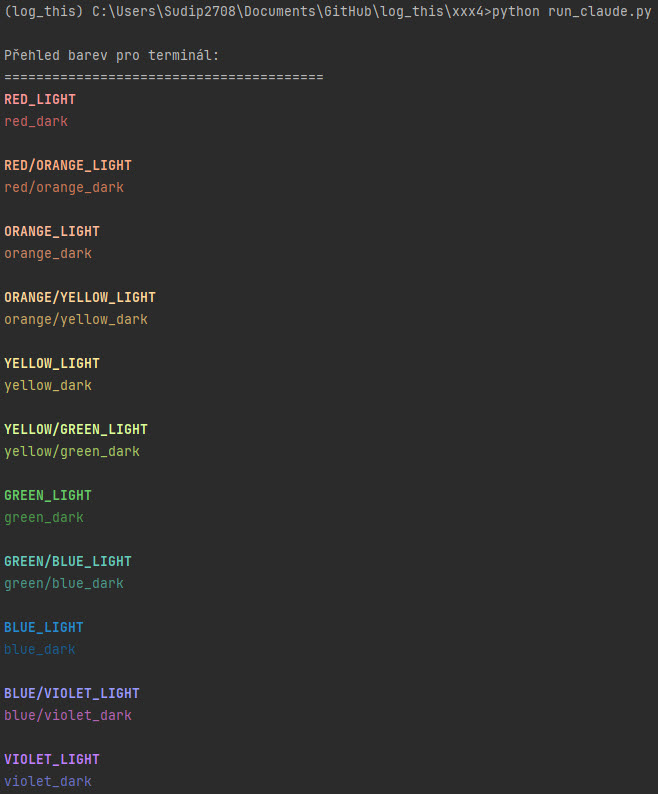 (log_this) C:\Users\Sudip2708\Documents\GitHub\log_this\xxx4>python run_claude.py
Přehled barev pro terminál:
========================================
RED_LIGHT
red_dark
RED/ORANGE_LIGHT
red/orange_dark
ORANGE_LIGHT
orange_dark
ORANGE/YELLOW_LIGHT
orange/yellow_dark
YELLOW_LIGHT
yellow_dark
YELLOW/GREEN_LIGHT
yellow/green_dark
GREEN_LIGHT
green_dark
GREEN/BLUE_LIGHT
green/blue_dark
BLUE_LIGHT
blue_dark
BLUE/VIOLET_LIGHT
blue/violet_dark
VIOLET_LIGHT
violet_dark